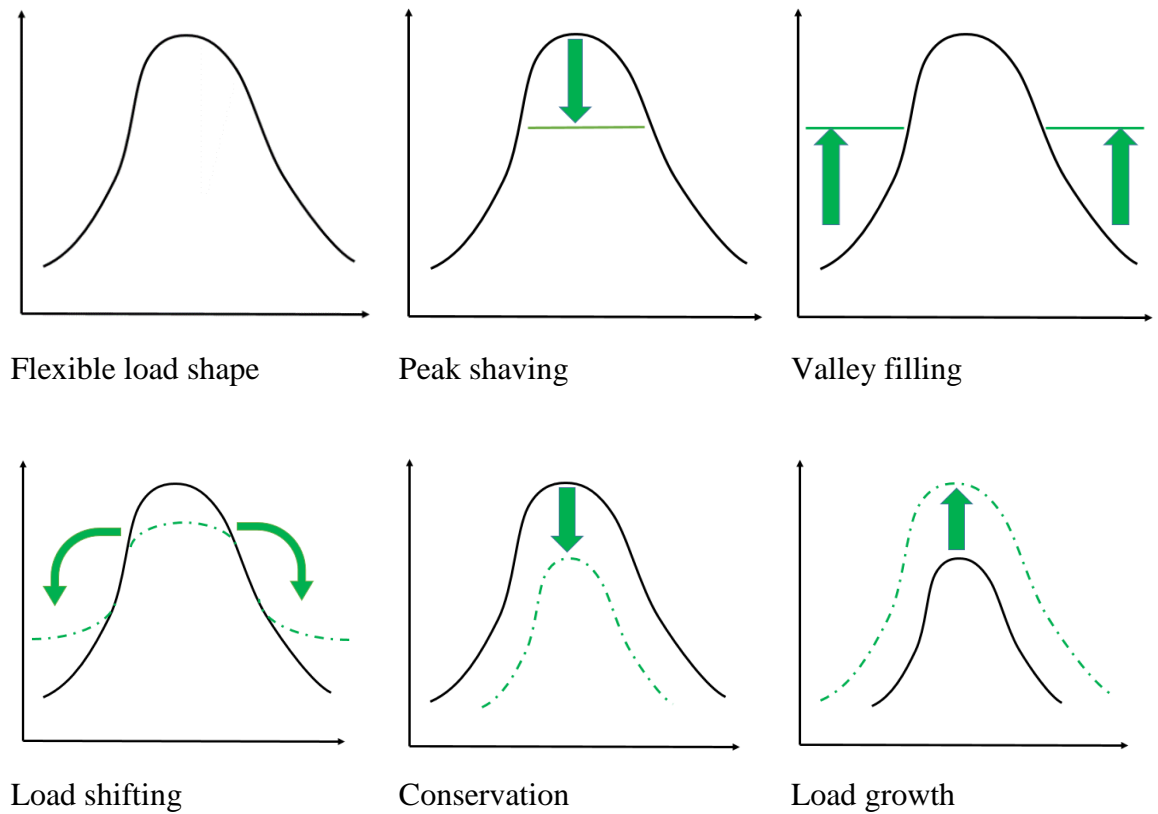 Flexible load shape
Peak shaving
Valley filling
Load shifting
Conservation
Load growth